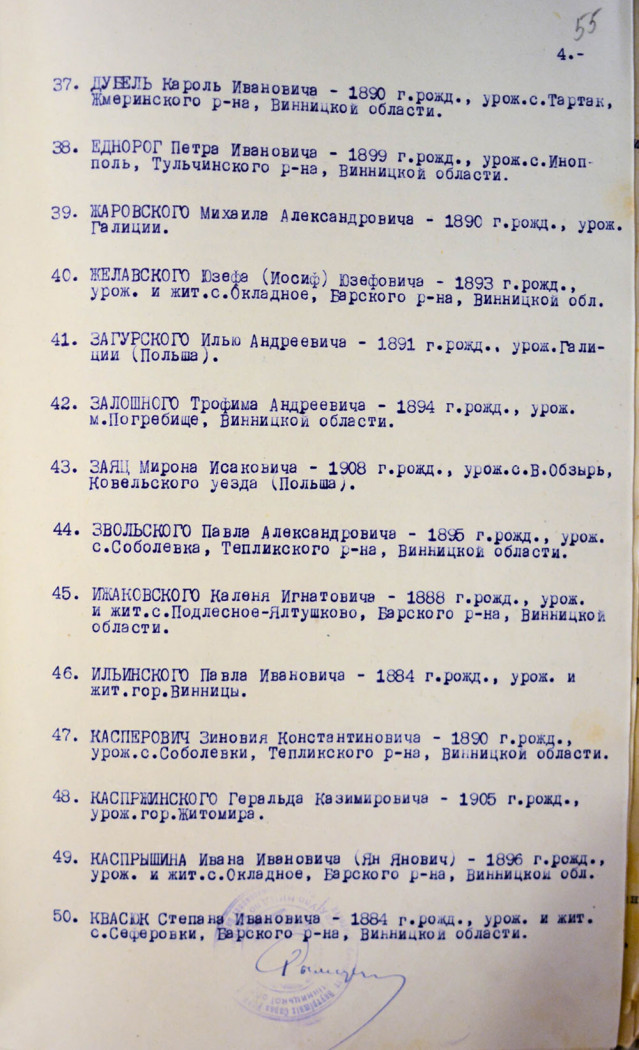 55
4.-
37. ДУБЕЛЬ Кароль Ивановича - 1890 г.рожд., урож.с.Тартак,
Жмеринского р-на, Винницкой области.
38. ЕДНОРОГ Петра Ивановича - 1899 г.рожд., урож.с.Иноп-
поль, Тульчинского р-на, Винницкой области.
39. ЖАРОВСКОГО Михаила Александровича - 1890 г.рожд., урож.
Галиции.
40. ЖЕЛАВСКОГО Юзефа (Иосиф) Юзефовича - 1893 г.рожд.,
урож. и жит.с.Окладное, Барского р-на, Винницкой обл.
41. ЗАГУРСКОГО Илью Андреевича - 1891 г.рожд., урож.Гали-
ции (Польша).
42. ЗАЛОШНОГО Трофима Андреевича - 1894 г.рожд., урож.
м.Погребище, Винницкой области.
43. ЗАЯЦ Мирона Исаковича - 1908 г.рожд., урож.с.В.Обзырь,
Ковельского уезда (Польша).
44. ЗВОЛЬСКОГО Павла Александровича - 1895 г.рожд., урож.
с.Соболевка, Тепликского р-на, Винницкой области.
45. ИЖАКОВСКОГО Каленя Игнатовича - 1888 г.рожд., урож.
и жит.с.Подлесное-Ялтушково, Барского р-на, Винницкой
области.
46. ИЛЬИНСКОГО Павла Ивановича - 1884 г.рожд., урож. и
жит.гор.Винницы.
47. КАСПЕРОВИЧ Зиновия Константиновича - 1890 г.рожд.,
урож.с.Соболевки, Тепликского р-на, Винницкой области.
48. КАСПРЖИНСКОГО Геральда Казимировича - 1905 г.рожд.,
урож.гор.Житомира.
49. КАСПРЫШИНА Ивана Ивановича (Ян Янович) - 1896 г.рожд.,
урож. и жит.с.Окладное, Барского р-на, Винницкой обл.
50. КВАСЮК Степана Ивановича - 1884 г.рожд., урож. и жит.
с.Сеферовки, Барского р-на, Винницкой области.